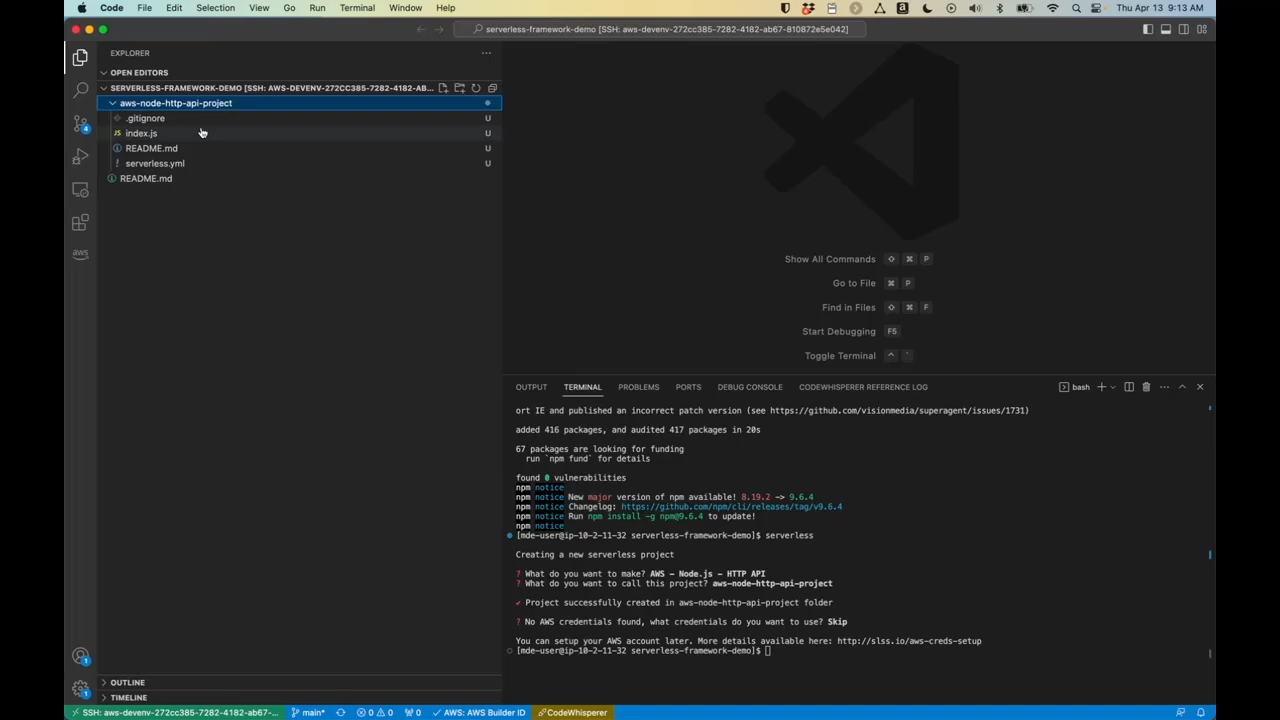 Code File Edit Selection View Go Run Terminal Window Help Thu Apr 13 9:13 AM
serverless-framework-demo [SSH: aws-devenv-272cc385-7282-4182-ab67-810872e5e042]
EXPLORER
OPEN EDITORS
SERVERLESS-FRAMEWORK-DEMO [SSH: AWS-DEVENV-272CC385-7282-4182-AB...
aws-node-http-api-project
.gitignore U
JS index.js U
README.md U
! serverless.yml U
README.md
4
aws
Show All Commands ⇧ ⌘ P
Go to File ⌘ P
Find in Files ⇧ ⌘ F
Start Debugging F5
Toggle Terminal ^ `
OUTPUT TERMINAL PROBLEMS PORTS DEBUG CONSOLE CODEWHISPERER REFERENCE LOG bash
ort IE and published an incorrect patch version (see https://github.com/visionmedia/superagent/issues/1731)
added 416 packages, and audited 417 packages in 20s
67 packages are looking for funding
run `npm fund` for details
found 0 vulnerabilities
npm notice
npm notice New major version of npm available! 8.19.2 -> 9.6.4
npm notice Changelog: https://github.com/npm/cli/releases/tag/v9.6.4
npm notice Run npm install -g npm@9.6.4 to update!
npm notice
[mde-user@ip-10-2-11-32 serverless-framework-demo]$ serverless
Creating a new serverless project
? What do you want to make? AWS - Node.js - HTTP API
? What do you want to call this project? aws-node-http-api-project
✔ Project successfully created in aws-node-http-api-project folder
? No AWS credentials found, what credentials do you want to use? Skip
You can setup your AWS account later. More details available here: http://slss.io/aws-creds-setup
[mde-user@ip-10-2-11-32 serverless-framework-demo]$
OUTLINE
TIMELINE
1
1
SSH: aws-devenv-272cc385-7282-4182-ab67-... main* 0 0 0 AWS: AWS Builder ID CodeWhisperer